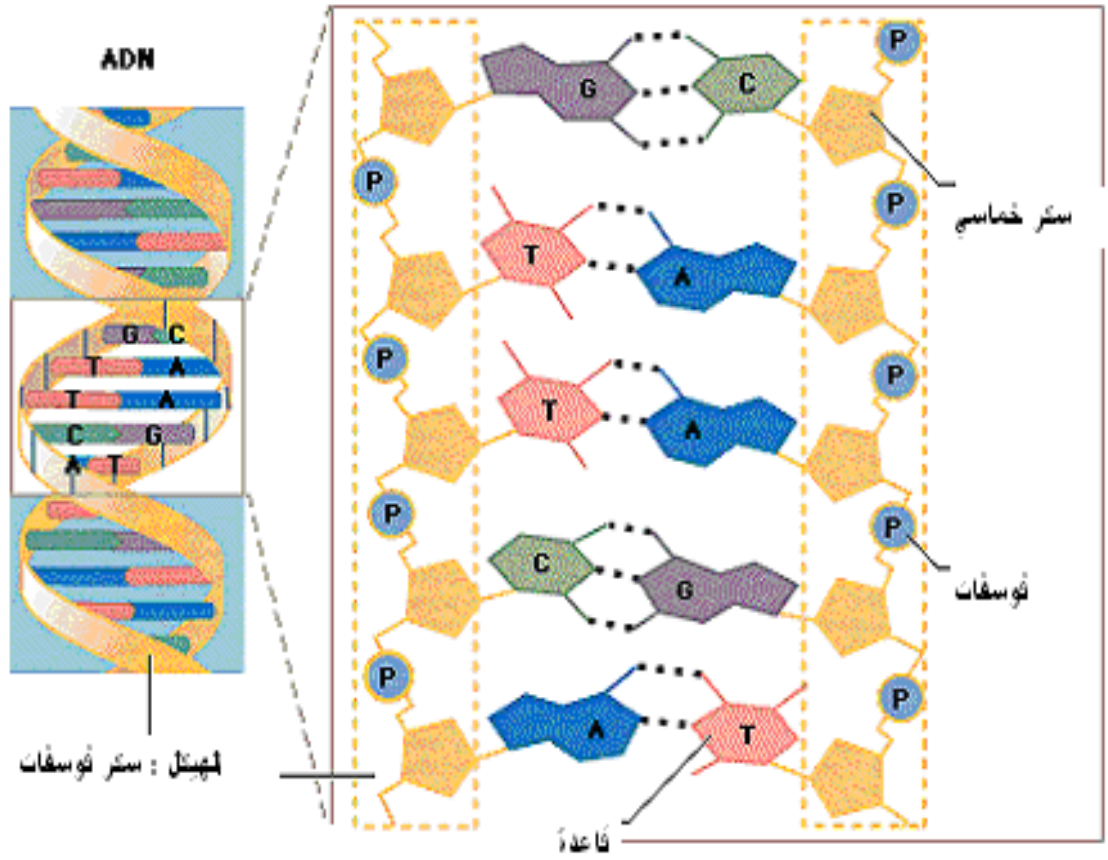 ADN
P
G C
P P
سكر خماسي
T A
G C
T A
T A
C G
A T
P P
T A
P P
C G
فوسفات
P P
A T
الهيكل : سكر فوسفات
قاعدة